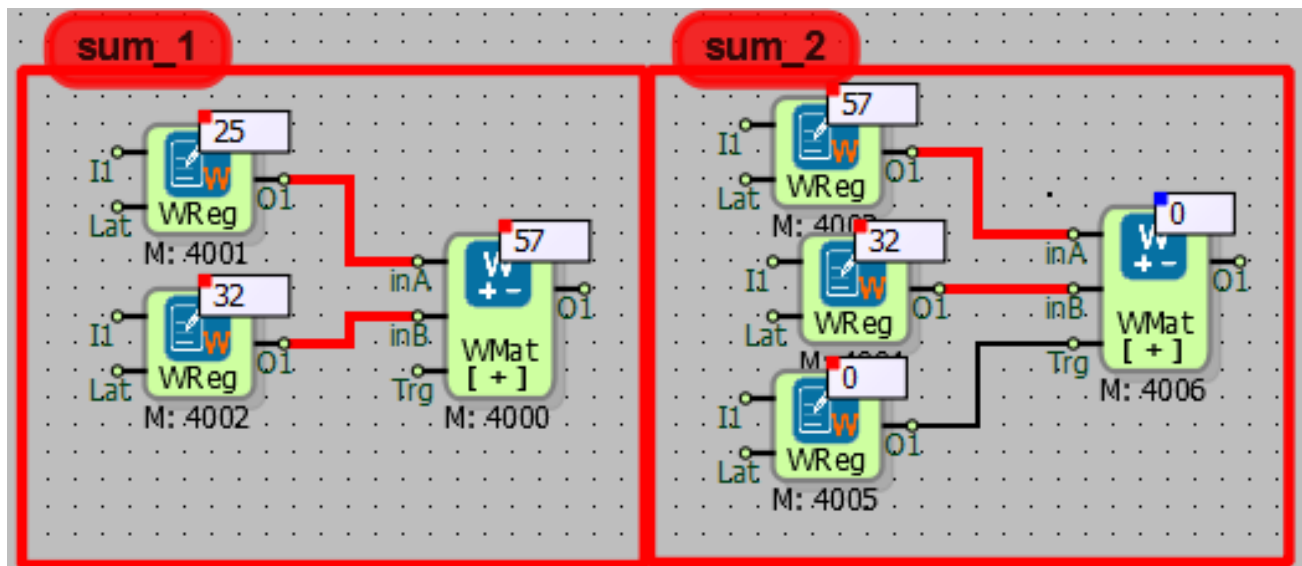 sum_1
25
I1
O1
Lat
WReg
M: 4001
32
I1
O1
Lat
WReg
M: 4002
57
W
+ -
inA
inB
Trg
O1
WMat
[ + ]
M: 4000
sum_2
57
I1
O1
Lat
WReg
32
I1
O1
Lat
WReg
0
I1
O1
Lat
WReg
M: 4005
0
W
+ -
inA
inB
Trg
O1
WMat
[ + ]
M: 4006